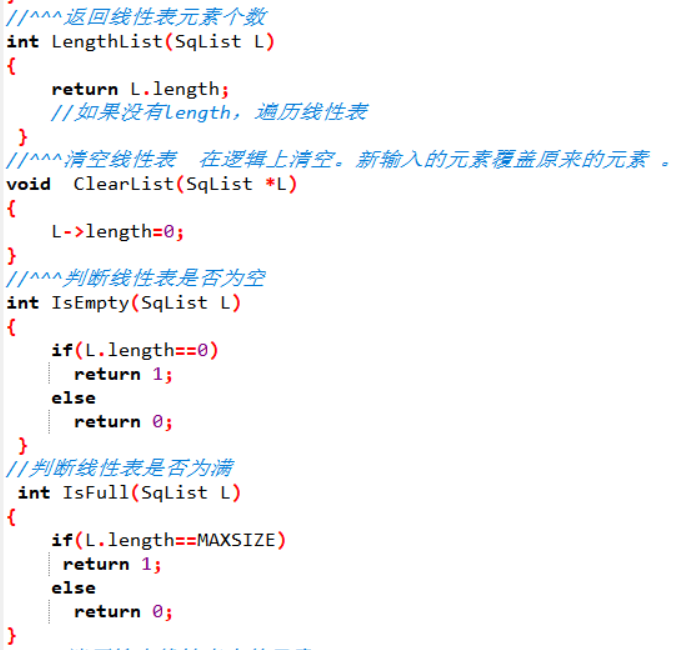 //^^^返回线性表元素个数
int LengthList(SqList L)
{
    return L.length;
    //如果没有length，遍历线性表
 }
//^^^清空线性表  在逻辑上清空。新输入的元素覆盖原来的元素 。
void  ClearList(SqList *L)
{
    L->length=0;
}
//^^^判断线性表是否为空
int IsEmpty(SqList L)
{
    if(L.length==0)
      return 1;
    else
      return 0;
 }
//判断线性表是否为满
 int IsFull(SqList L)
{
    if(L.length==MAXSIZE)
     return 1;
    else
      return 0;
}